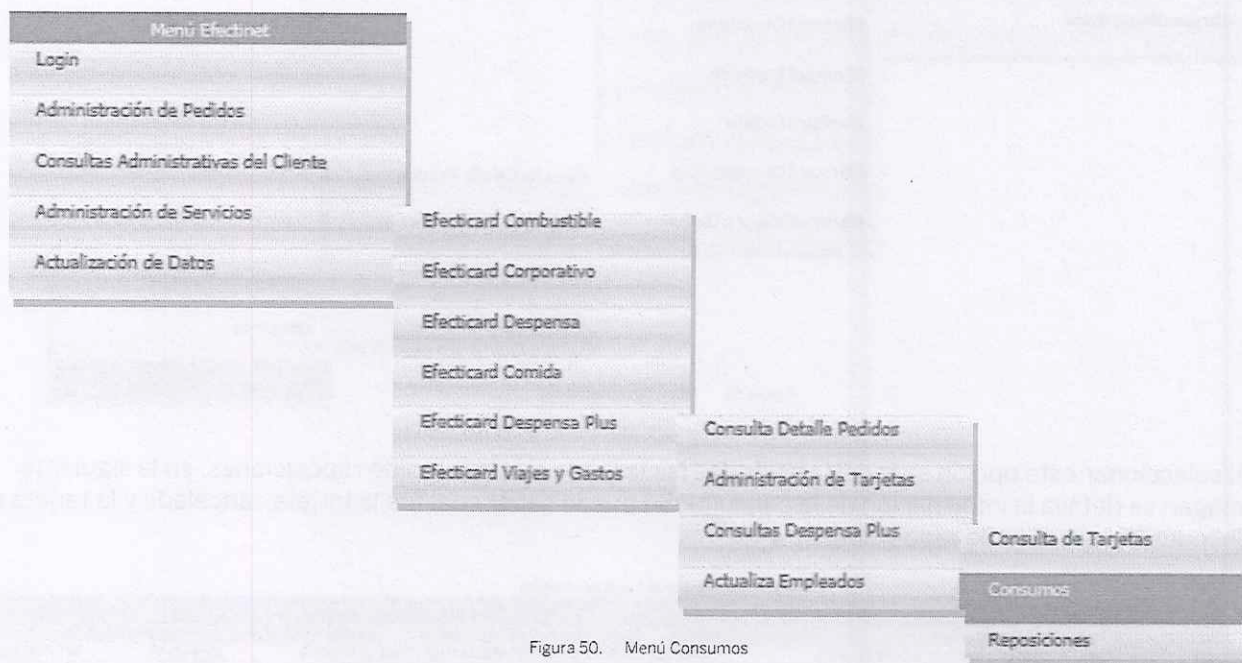 Menú Efectinet
Login
Administración de Pedidos
Consultas Administrativas del Cliente
Administración de Servicios
Actualización de Datos
Efecticard Combustible
Efecticard Corporativo
Efecticard Despensa
Efecticard Comida
Efecticard Despensa Plus
Efecticard Viajes y Gastos
Consulta Detalle Pedidos
Administración de Tarjetas
Consultas Despensa Plus
Actualiza Empleados
Consulta de Tarjetas
Consumos
Reposiciones
Figura 50. Menú Consumos